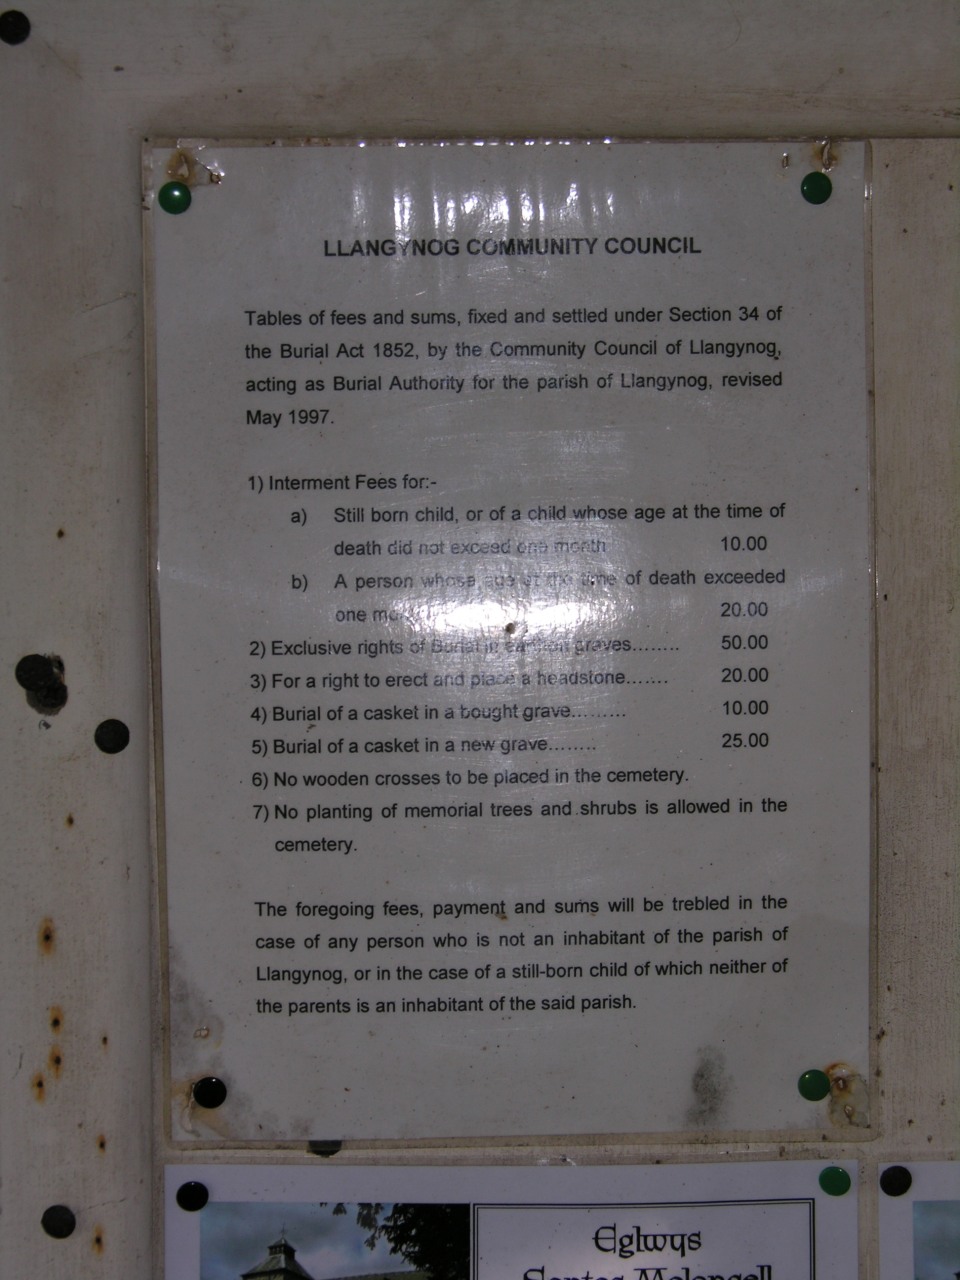 LLANGYNOG COMMUNITY COUNCIL
Tables of fees and sums, fixed and settled under Section 34 of
the Burial Act 1852, by the Community Council of Llangynog,
acting as Burial Authority for the parish of Llangynog, revised
May 1997.
1) Interment Fees for:-
a) Still born child, or of a child whose age at the time of
death did not exceed one month 10.00
b) A person whose age at the time of death exceeded
one 20.00
2) Exclusive rights of Burial in earthen graves........ 50.00
3) For a right to erect and place a headstone....... 20.00
4) Burial of a casket in a bought grave......... 10.00
5) Burial of a casket in a new grave........ 25.00
6) No wooden crosses to be placed in the cemetery.
7) No planting of memorial trees and shrubs is allowed in the
cemetery.
The foregoing fees, payment and sums will be trebled in the
case of any person who is not an inhabitant of the parish of
Llangynog, or in the case of a still-born child of which neither of
the parents is an inhabitant of the said parish.
Eglwys